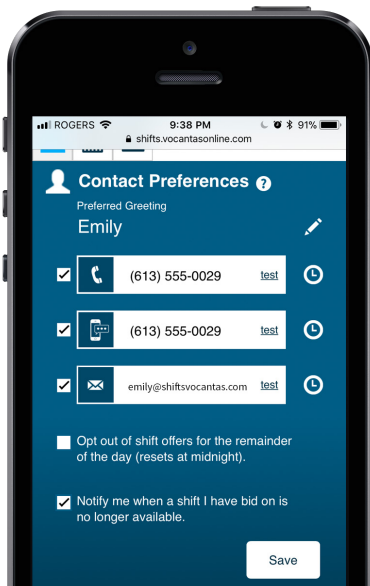 ROGERS 9:38 PM 91%
shifts.vocantasonline.com
Contact Preferences ?
Preferred Greeting
Emily
(613) 555-0029 test
(613) 555-0029 test
emily@shiftsvocantas.com test
Opt out of shift offers for the remainder
of the day (resets at midnight).
Notify me when a shift I have bid on is
no longer available.
Save